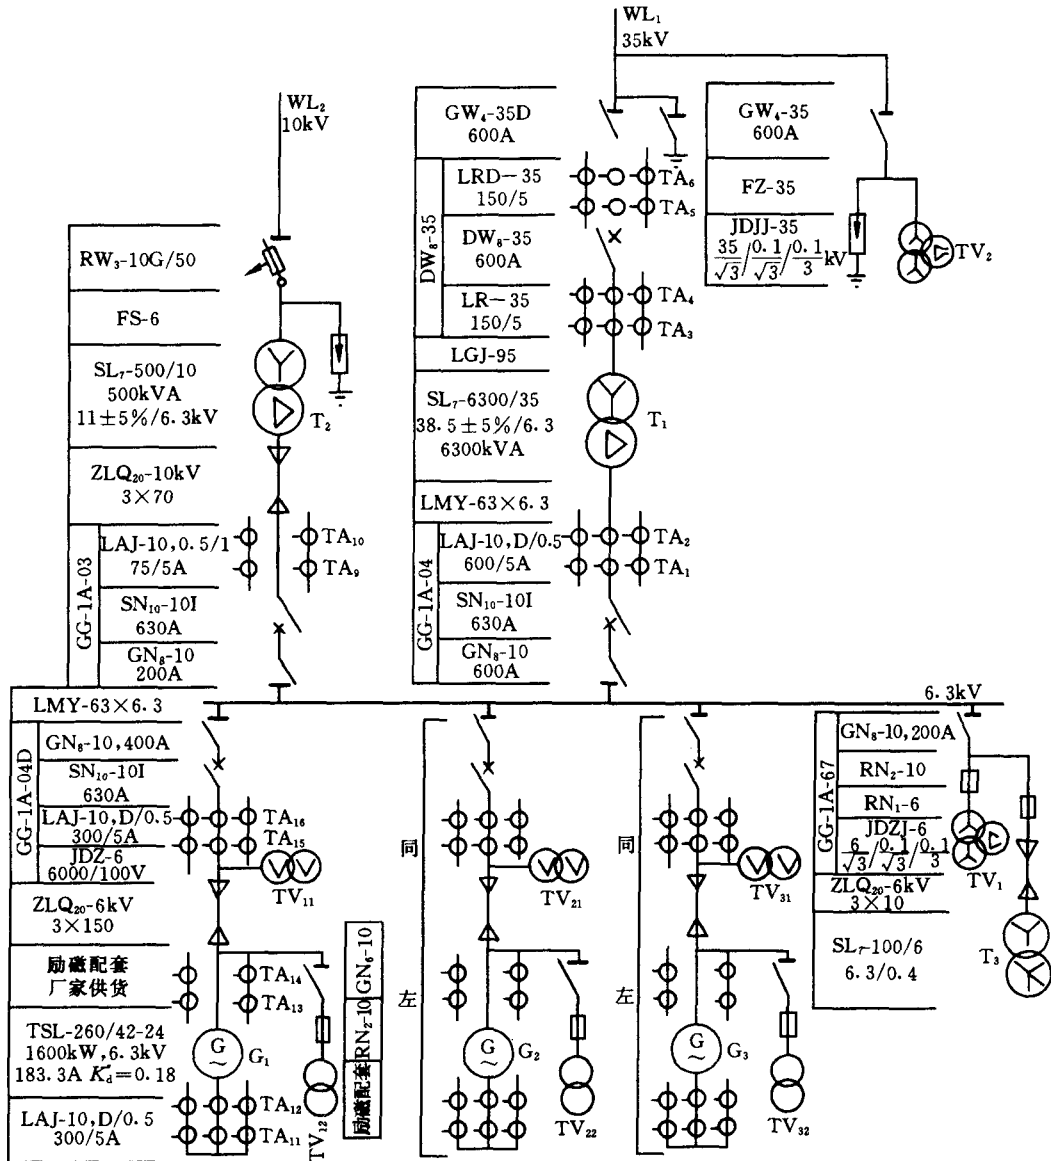 WL₁
35kV
WL₂
10kV
GW₄-35D
600A
LRD-35
150/5
TA₆
TA₅
DW₈-35
DW₈-35
600A
LR-35
150/5
TA₄
TA₃
LGJ-95
SL₇-6300/35
38.5±5%/6.3
6300kVA
T₁
LMY-63×6.3
GG-1A-04
LAJ-10,D/0.5
600/5A
TA₂
TA₁
SN₁₀-10I
630A
GN₈-10
600A
GW₄-35
600A
FZ-35
JDJJ-35
35/√3/0.1/√3/0.1/3kV
TV₂
RW₃-10G/50
FS-6
SL₇-500/10
500kVA
11±5%/6.3kV
T₂
ZLQ₂₀-10kV
3×70
GG-1A-03
LAJ-10,0.5/1
75/5A
TA₁₀
TA₉
SN₁₀-10I
630A
GN₈-10
200A
6.3kV
LMY-63×6.3
GG-1A-04D
GN₈-10,400A
SN₁₀-10I
630A
LAJ-10,D/0.5
300/5A
TA₁₆
TA₁₅
JDZ-6
6000/100V
TV₁₁
ZLQ₂₀-6kV
3×150
励磁配套
厂家供货
TA₁₄
TA₁₃
TSL-260/42-24
1600kW,6.3kV
183.3A K″d=0.18
G
~
G₁
LAJ-10,D/0.5
300/5A
TA₁₂
TA₁₁
TV₁₂
GN₆-10
RN₂-10
励磁配套
同
左
TV₂₁
G
~
G₂
TV₂₂
同
左
TV₃₁
G
~
G₃
TV₃₂
GG-1A-67
GN₈-10,200A
RN₂-10
RN₁-6
JDZJ-6
6/√3/0.1/√3/0.1/3
TV₁
ZLQ₂₀-6kV
3×10
SL₇-100/6
6.3/0.4
T₃